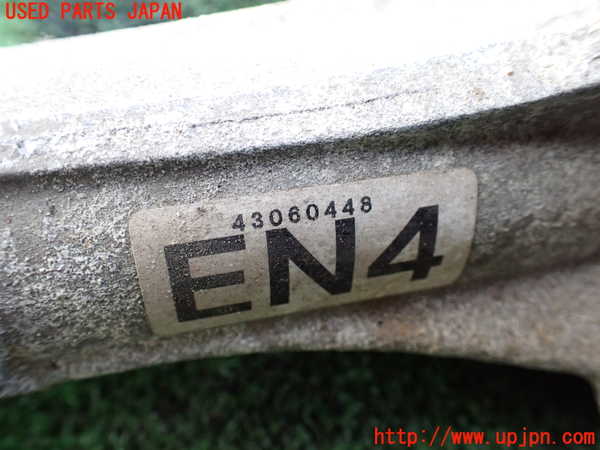 USED PARTS JAPAN
43060448
EN4
http://www.upjpn.com/